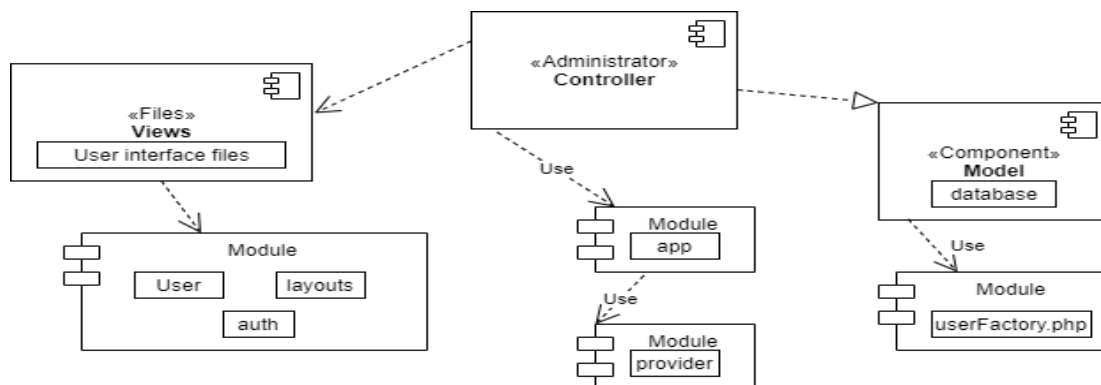 «Administrator»
Controller
«Files»
Views
User interface files
«Component»
Model
database
Use
Module
app
Use
Module
User
layouts
auth
Use
Module
provider
Module
userFactory.php